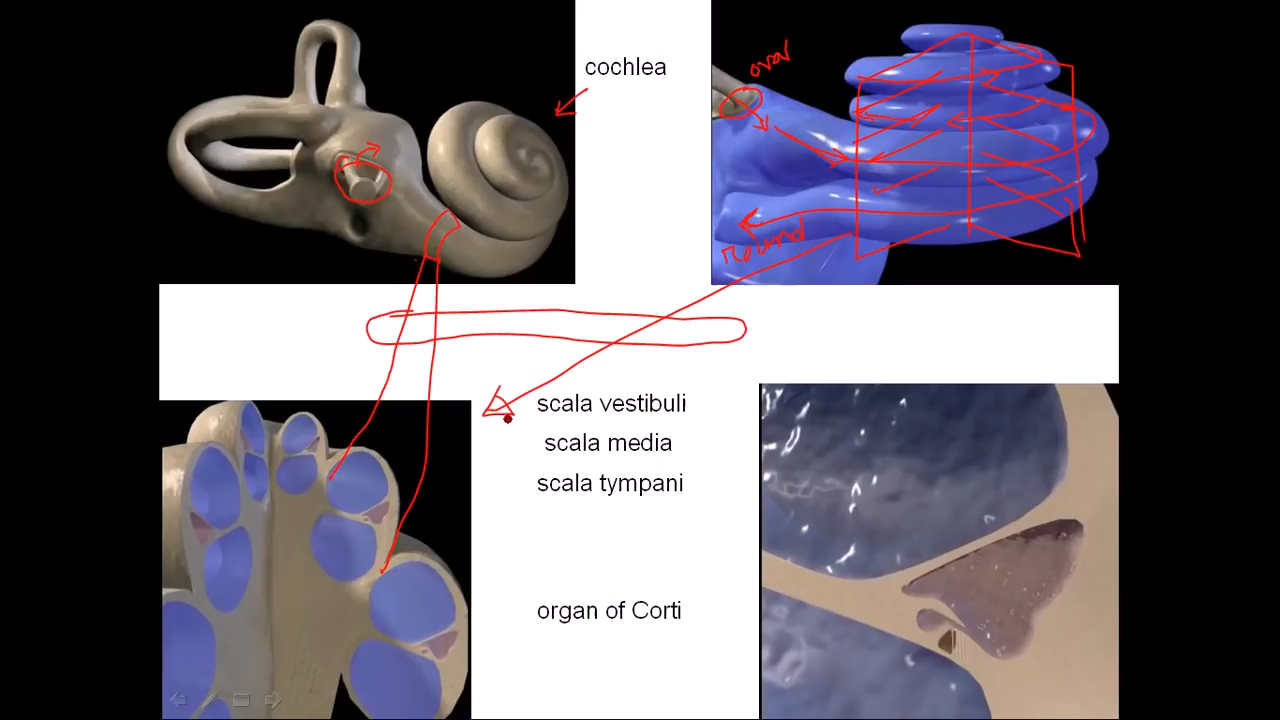 cochlea
oval
round
scala vestibuli
scala media
scala tympani
organ of Corti